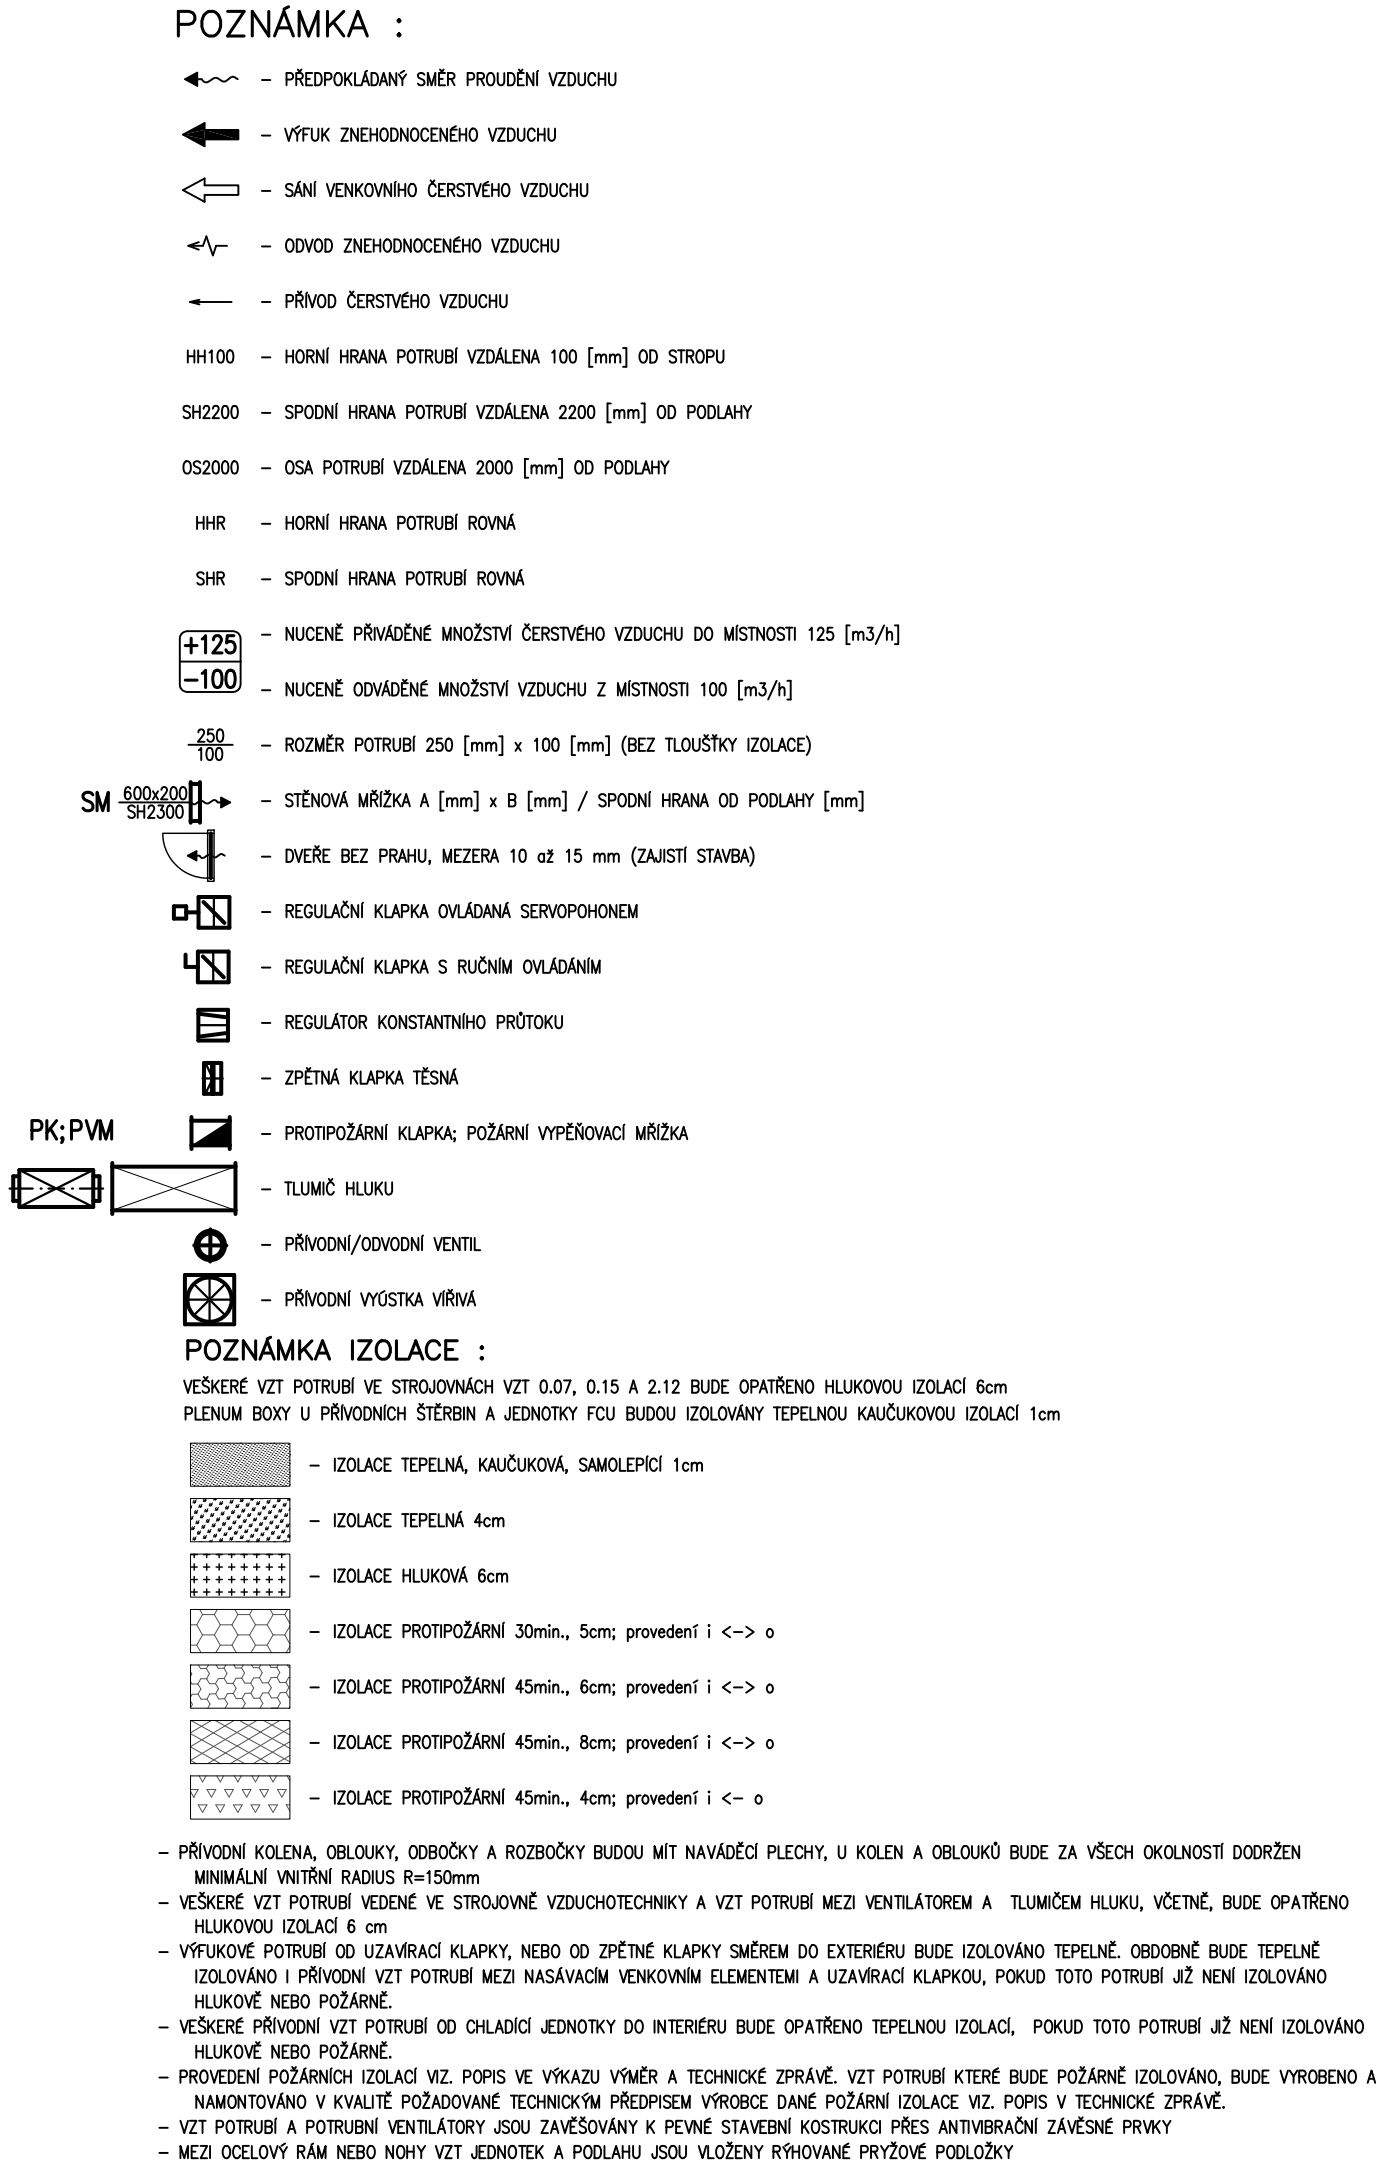 POZNÁMKA :
– PŘEDPOKLÁDANÝ SMĚR PROUDĚNÍ VZDUCHU
– VÝFUK ZNEHODNOCENÉHO VZDUCHU
– SÁNÍ VENKOVNÍHO ČERSTVÉHO VZDUCHU
– ODVOD ZNEHODNOCENÉHO VZDUCHU
– PŘÍVOD ČERSTVÉHO VZDUCHU
HH100 – HORNÍ HRANA POTRUBÍ VZDÁLENA 100 [mm] OD STROPU
SH2200 – SPODNÍ HRANA POTRUBÍ VZDÁLENA 2200 [mm] OD PODLAHY
OS2000 – OSA POTRUBÍ VZDÁLENA 2000 [mm] OD PODLAHY
HHR – HORNÍ HRANA POTRUBÍ ROVNÁ
SHR – SPODNÍ HRANA POTRUBÍ ROVNÁ
+125 – NUCENĚ PŘIVÁDĚNÉ MNOŽSTVÍ ČERSTVÉHO VZDUCHU DO MÍSTNOSTI 125 [m3/h]
–100 – NUCENĚ ODVÁDĚNÉ MNOŽSTVÍ VZDUCHU Z MÍSTNOSTI 100 [m3/h]
250
100
– ROZMĚR POTRUBÍ 250 [mm] x 100 [mm] (BEZ TLOUŠŤKY IZOLACE)
SM 600x200
SH2300
– STĚNOVÁ MŘÍŽKA A [mm] x B [mm] / SPODNÍ HRANA OD PODLAHY [mm]
– DVEŘE BEZ PRAHU, MEZERA 10 až 15 mm (ZAJISTÍ STAVBA)
– REGULAČNÍ KLAPKA OVLÁDANÁ SERVOPOHONEM
– REGULAČNÍ KLAPKA S RUČNÍM OVLÁDÁNÍM
– REGULÁTOR KONSTANTNÍHO PRŮTOKU
– ZPĚTNÁ KLAPKA TĚSNÁ
PK;PVM – PROTIPOŽÁRNÍ KLAPKA; POŽÁRNÍ VYPĚŇOVACÍ MŘÍŽKA
– TLUMIČ HLUKU
– PŘÍVODNÍ/ODVODNÍ VENTIL
– PŘÍVODNÍ VYÚSTKA VÍŘIVÁ
POZNÁMKA IZOLACE :
VEŠKERÉ VZT POTRUBÍ VE STROJOVNÁCH VZT 0.07, 0.15 A 2.12 BUDE OPATŘENO HLUKOVOU IZOLACÍ 6cm
PLENUM BOXY U PŘÍVODNÍCH ŠTĚRBIN A JEDNOTKY FCU BUDOU IZOLOVÁNY TEPELNOU KAUČUKOVOU IZOLACÍ 1cm
– IZOLACE TEPELNÁ, KAUČUKOVÁ, SAMOLEPÍCÍ 1cm
– IZOLACE TEPELNÁ 4cm
– IZOLACE HLUKOVÁ 6cm
– IZOLACE PROTIPOŽÁRNÍ 30min., 5cm; provedení i <–> o
– IZOLACE PROTIPOŽÁRNÍ 45min., 6cm; provedení i <–> o
– IZOLACE PROTIPOŽÁRNÍ 45min., 8cm; provedení i <–> o
– IZOLACE PROTIPOŽÁRNÍ 45min., 4cm; provedení i <– o
– PŘÍVODNÍ KOLENA, OBLOUKY, ODBOČKY A ROZBOČKY BUDOU MÍT NAVÁDĚCÍ PLECHY, U KOLEN A OBLOUKŮ BUDE ZA VŠECH OKOLNOSTÍ DODRŽEN
MINIMÁLNÍ VNITŘNÍ RADIUS R=150mm
– VEŠKERÉ VZT POTRUBÍ VEDENÉ VE STROJOVNĚ VZDUCHOTECHNIKY A VZT POTRUBÍ MEZI VENTILÁTOREM A TLUMIČEM HLUKU, VČETNĚ, BUDE OPATŘENO
HLUKOVOU IZOLACÍ 6 cm
– VÝFUKOVÉ POTRUBÍ OD UZAVÍRACÍ KLAPKY, NEBO OD ZPĚTNÉ KLAPKY SMĚREM DO EXTERIÉRU BUDE IZOLOVÁNO TEPELNĚ. OBDOBNĚ BUDE TEPELNĚ
IZOLOVÁNO I PŘÍVODNÍ VZT POTRUBÍ MEZI NASÁVACÍM VENKOVNÍM ELEMENTEMI A UZAVÍRACÍ KLAPKOU, POKUD TOTO POTRUBÍ JIŽ NENÍ IZOLOVÁNO
HLUKOVĚ NEBO POŽÁRNĚ.
– VEŠKERÉ PŘÍVODNÍ VZT POTRUBÍ OD CHLADÍCÍ JEDNOTKY DO INTERIÉRU BUDE OPATŘENO TEPELNOU IZOLACÍ, POKUD TOTO POTRUBÍ JIŽ NENÍ IZOLOVÁNO
HLUKOVĚ NEBO POŽÁRNĚ.
– PROVEDENÍ POŽÁRNÍCH IZOLACÍ VIZ. POPIS VE VÝKAZU VÝMĚR A TECHNICKÉ ZPRÁVĚ. VZT POTRUBÍ KTERÉ BUDE POŽÁRNĚ IZOLOVÁNO, BUDE VYROBENO A
NAMONTOVÁNO V KVALITĚ POŽADOVANÉ TECHNICKÝM PŘEDPISEM VÝROBCE DANÉ POŽÁRNÍ IZOLACE VIZ. POPIS V TECHNICKÉ ZPRÁVĚ.
– VZT POTRUBÍ A POTRUBNÍ VENTILÁTORY JSOU ZAVĚŠOVÁNY K PEVNÉ STAVEBNÍ KOSTRUKCI PŘES ANTIVIBRAČNÍ ZÁVĚSNÉ PRVKY
– MEZI OCELOVÝ RÁM NEBO NOHY VZT JEDNOTEK A PODLAHU JSOU VLOŽENY RÝHOVANÉ PRYŽOVÉ PODLOŽKY